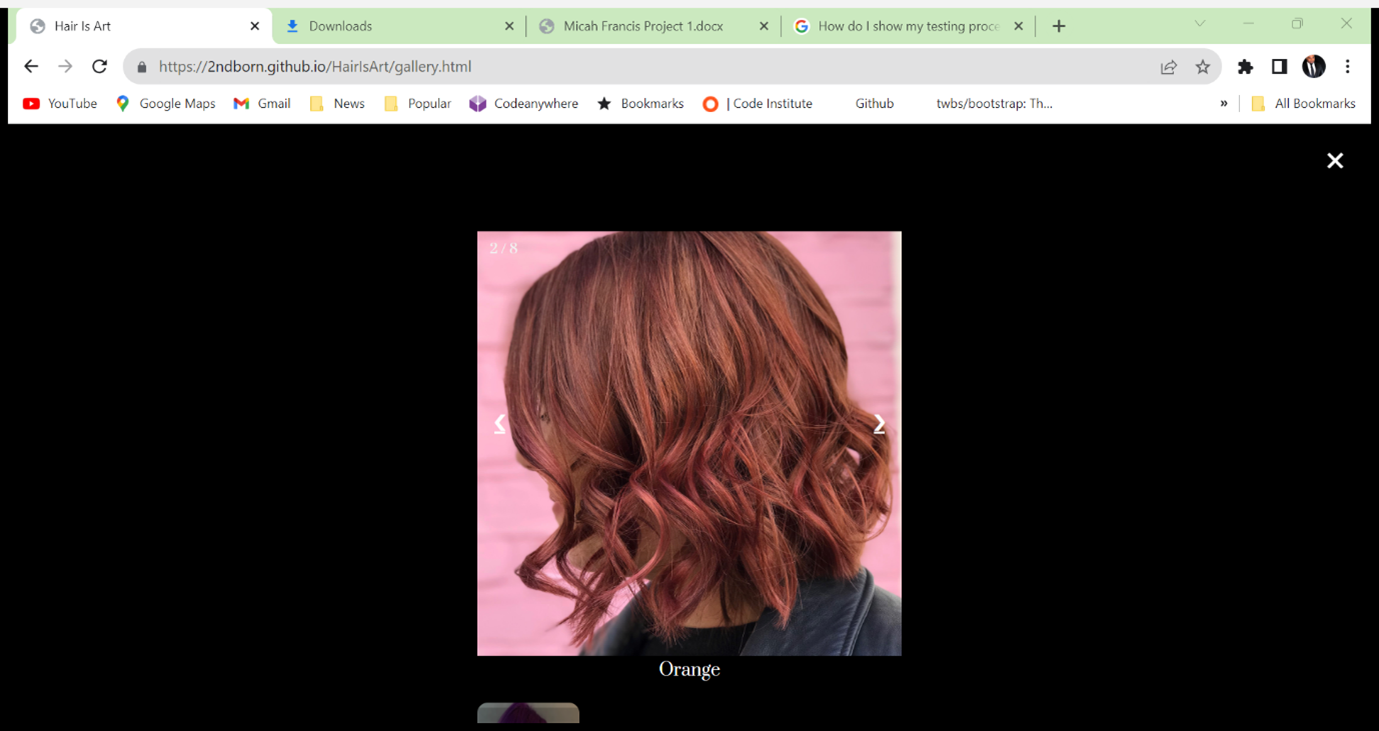 Hair Is Art
Downloads
Micah Francis Project 1.docx
How do I show my testing proce
https://2ndborn.github.io/HairIsArt/gallery.html
YouTube
Google Maps
Gmail
News
Popular
Codeanywhere
Bookmarks
| Code Institute
Github
twbs/bootstrap: Th...
»
All Bookmarks
2 / 8
Orange